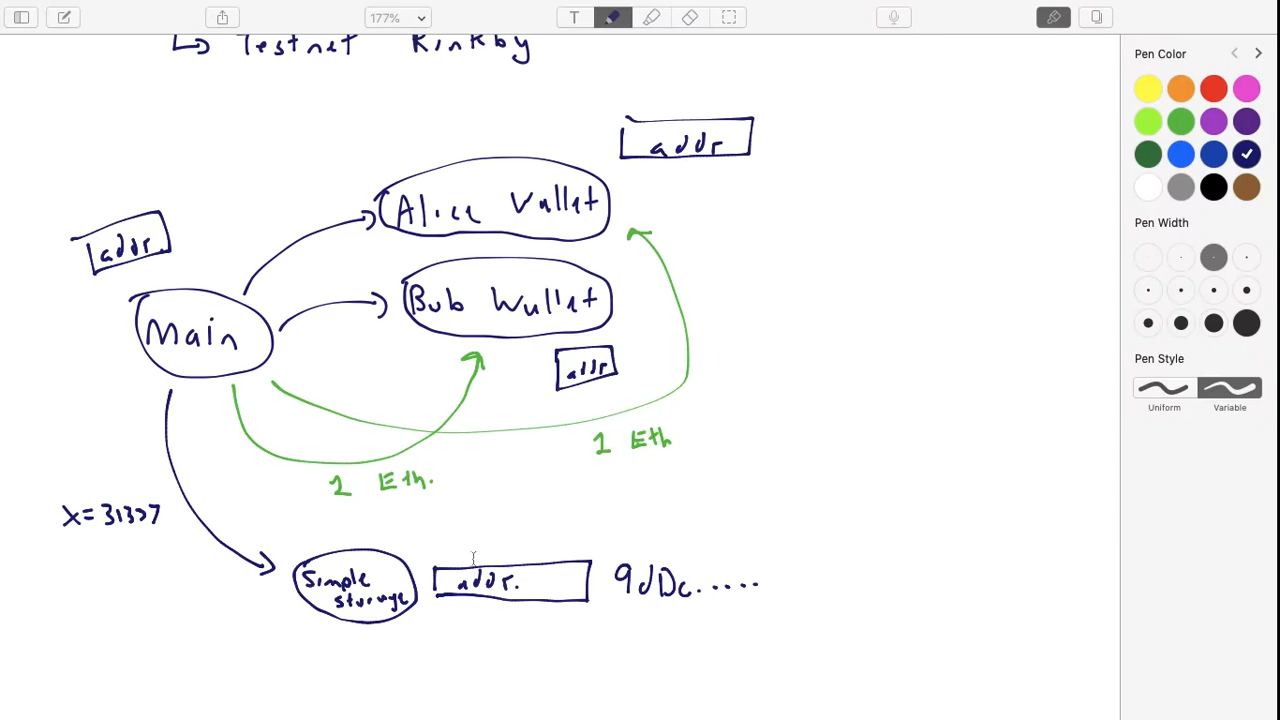 177%
T
Testnet Rinkby
addr
Alice Wallet
addr.
Bob Wallet
Main
addr
1 Eth
1 Eth.
X=31337
Simple
storage
addr.
9dDc.....
Pen Color
Pen Width
Pen Style
Uniform
Variable